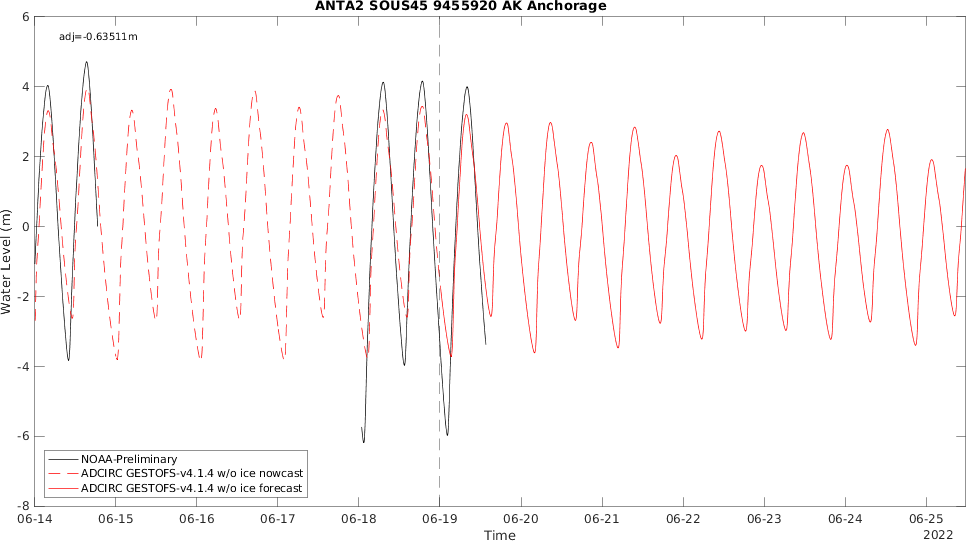 ANTA2 SOUS45 9455920 AK Anchorage
adj=-0.63511m
6
4
2
0
-2
-4
-6
-8
Water Level (m)
NOAA-Preliminary
ADCIRC GESTOFS-v4.1.4 w/o ice nowcast
ADCIRC GESTOFS-v4.1.4 w/o ice forecast
06-14 06-15 06-16 06-17 06-18 06-19 06-20 06-21 06-22 06-23 06-24 06-25
2022
Time